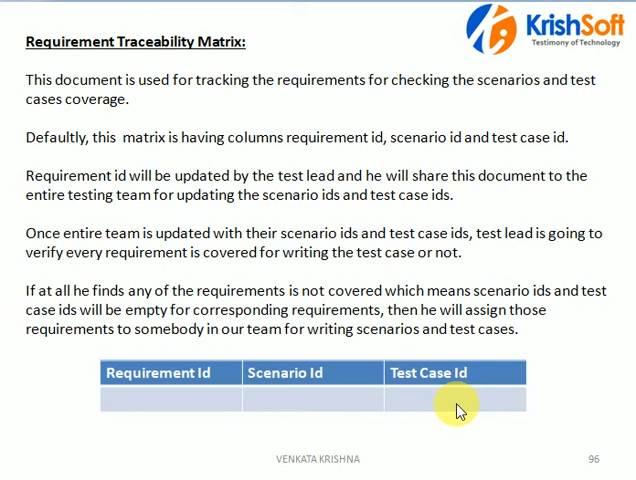 KrishSoft
Testimony of Technology
Requirement Traceability Matrix:
This document is used for tracking the requirements for checking the scenarios and test
cases coverage.
Defaultly, this matrix is having columns requirement id, scenario id and test case id.
Requirement id will be updated by the test lead and he will share this document to the
entire testing team for updating the scenario ids and test case ids.
Once entire team is updated with their scenario ids and test case ids, test lead is going to
verify every requirement is covered for writing the test case or not.
If at all he finds any of the requirements is not covered which means scenario ids and test
case ids will be empty for corresponding requirements, then he will assign those
requirements to somebody in our team for writing scenarios and test cases.
Requirement Id Scenario Id Test Case Id
VENKATA KRISHNA 96